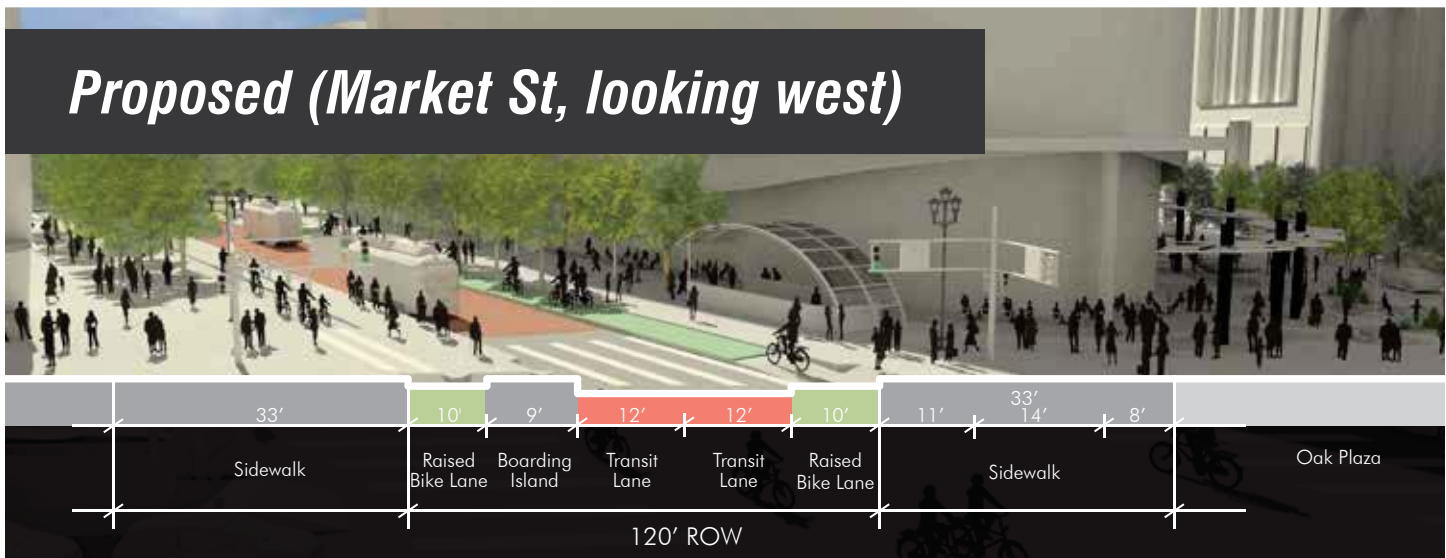 Proposed (Market St, looking west)
33’
33’ 10' 9’ 12’ 12’ 10’ 11’ 14’ 8’
Sidewalk
Raised
Bike Lane
Boarding
Island
Transit
Lane
Transit
Lane
Raised
Bike Lane
Sidewalk
Oak Plaza
120’ ROW